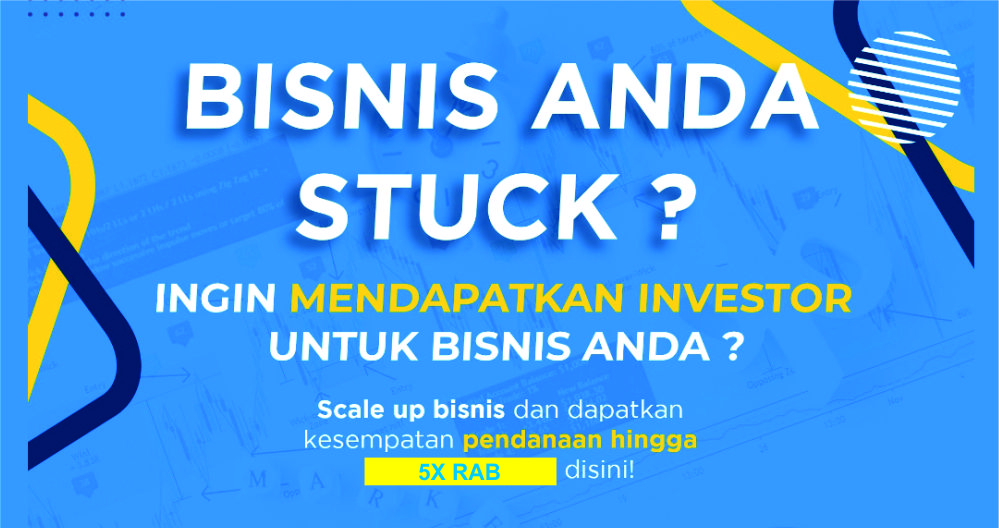 BISNIS ANDA
STUCK ?
INGIN MENDAPATKAN INVESTOR
UNTUK BISNIS ANDA ?
Scale up bisnis dan dapatkan
kesempatan pendanaan hingga
5X RAB disini!
M - A - R K